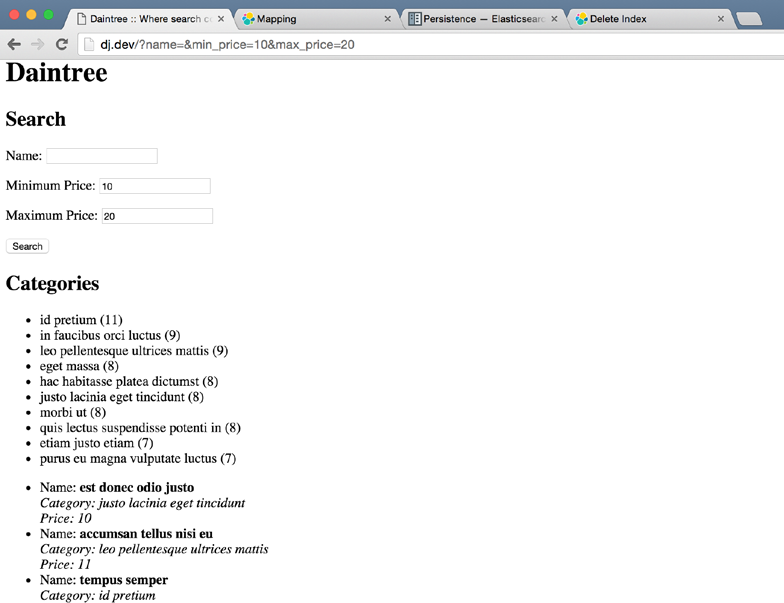 Daintree :: Where search o
Mapping
Persistence — Elasticsearc
Delete Index
dj.dev/?name=&min_price=10&max_price=20
Daintree
Search
Name:
Minimum Price: 10
Maximum Price: 20
Search
Categories
id pretium (11)
in faucibus orci luctus (9)
leo pellentesque ultrices mattis (9)
eget massa (8)
hac habitasse platea dictumst (8)
justo lacinia eget tincidunt (8)
morbi ut (8)
quis lectus suspendisse potenti in (8)
etiam justo etiam (7)
purus eu magna vulputate luctus (7)
Name: est donec odio justo
Category: justo lacinia eget tincidunt
Price: 10
Name: accumsan tellus nisi eu
Category: leo pellentesque ultrices mattis
Price: 11
Name: tempus semper
Category: id pretium